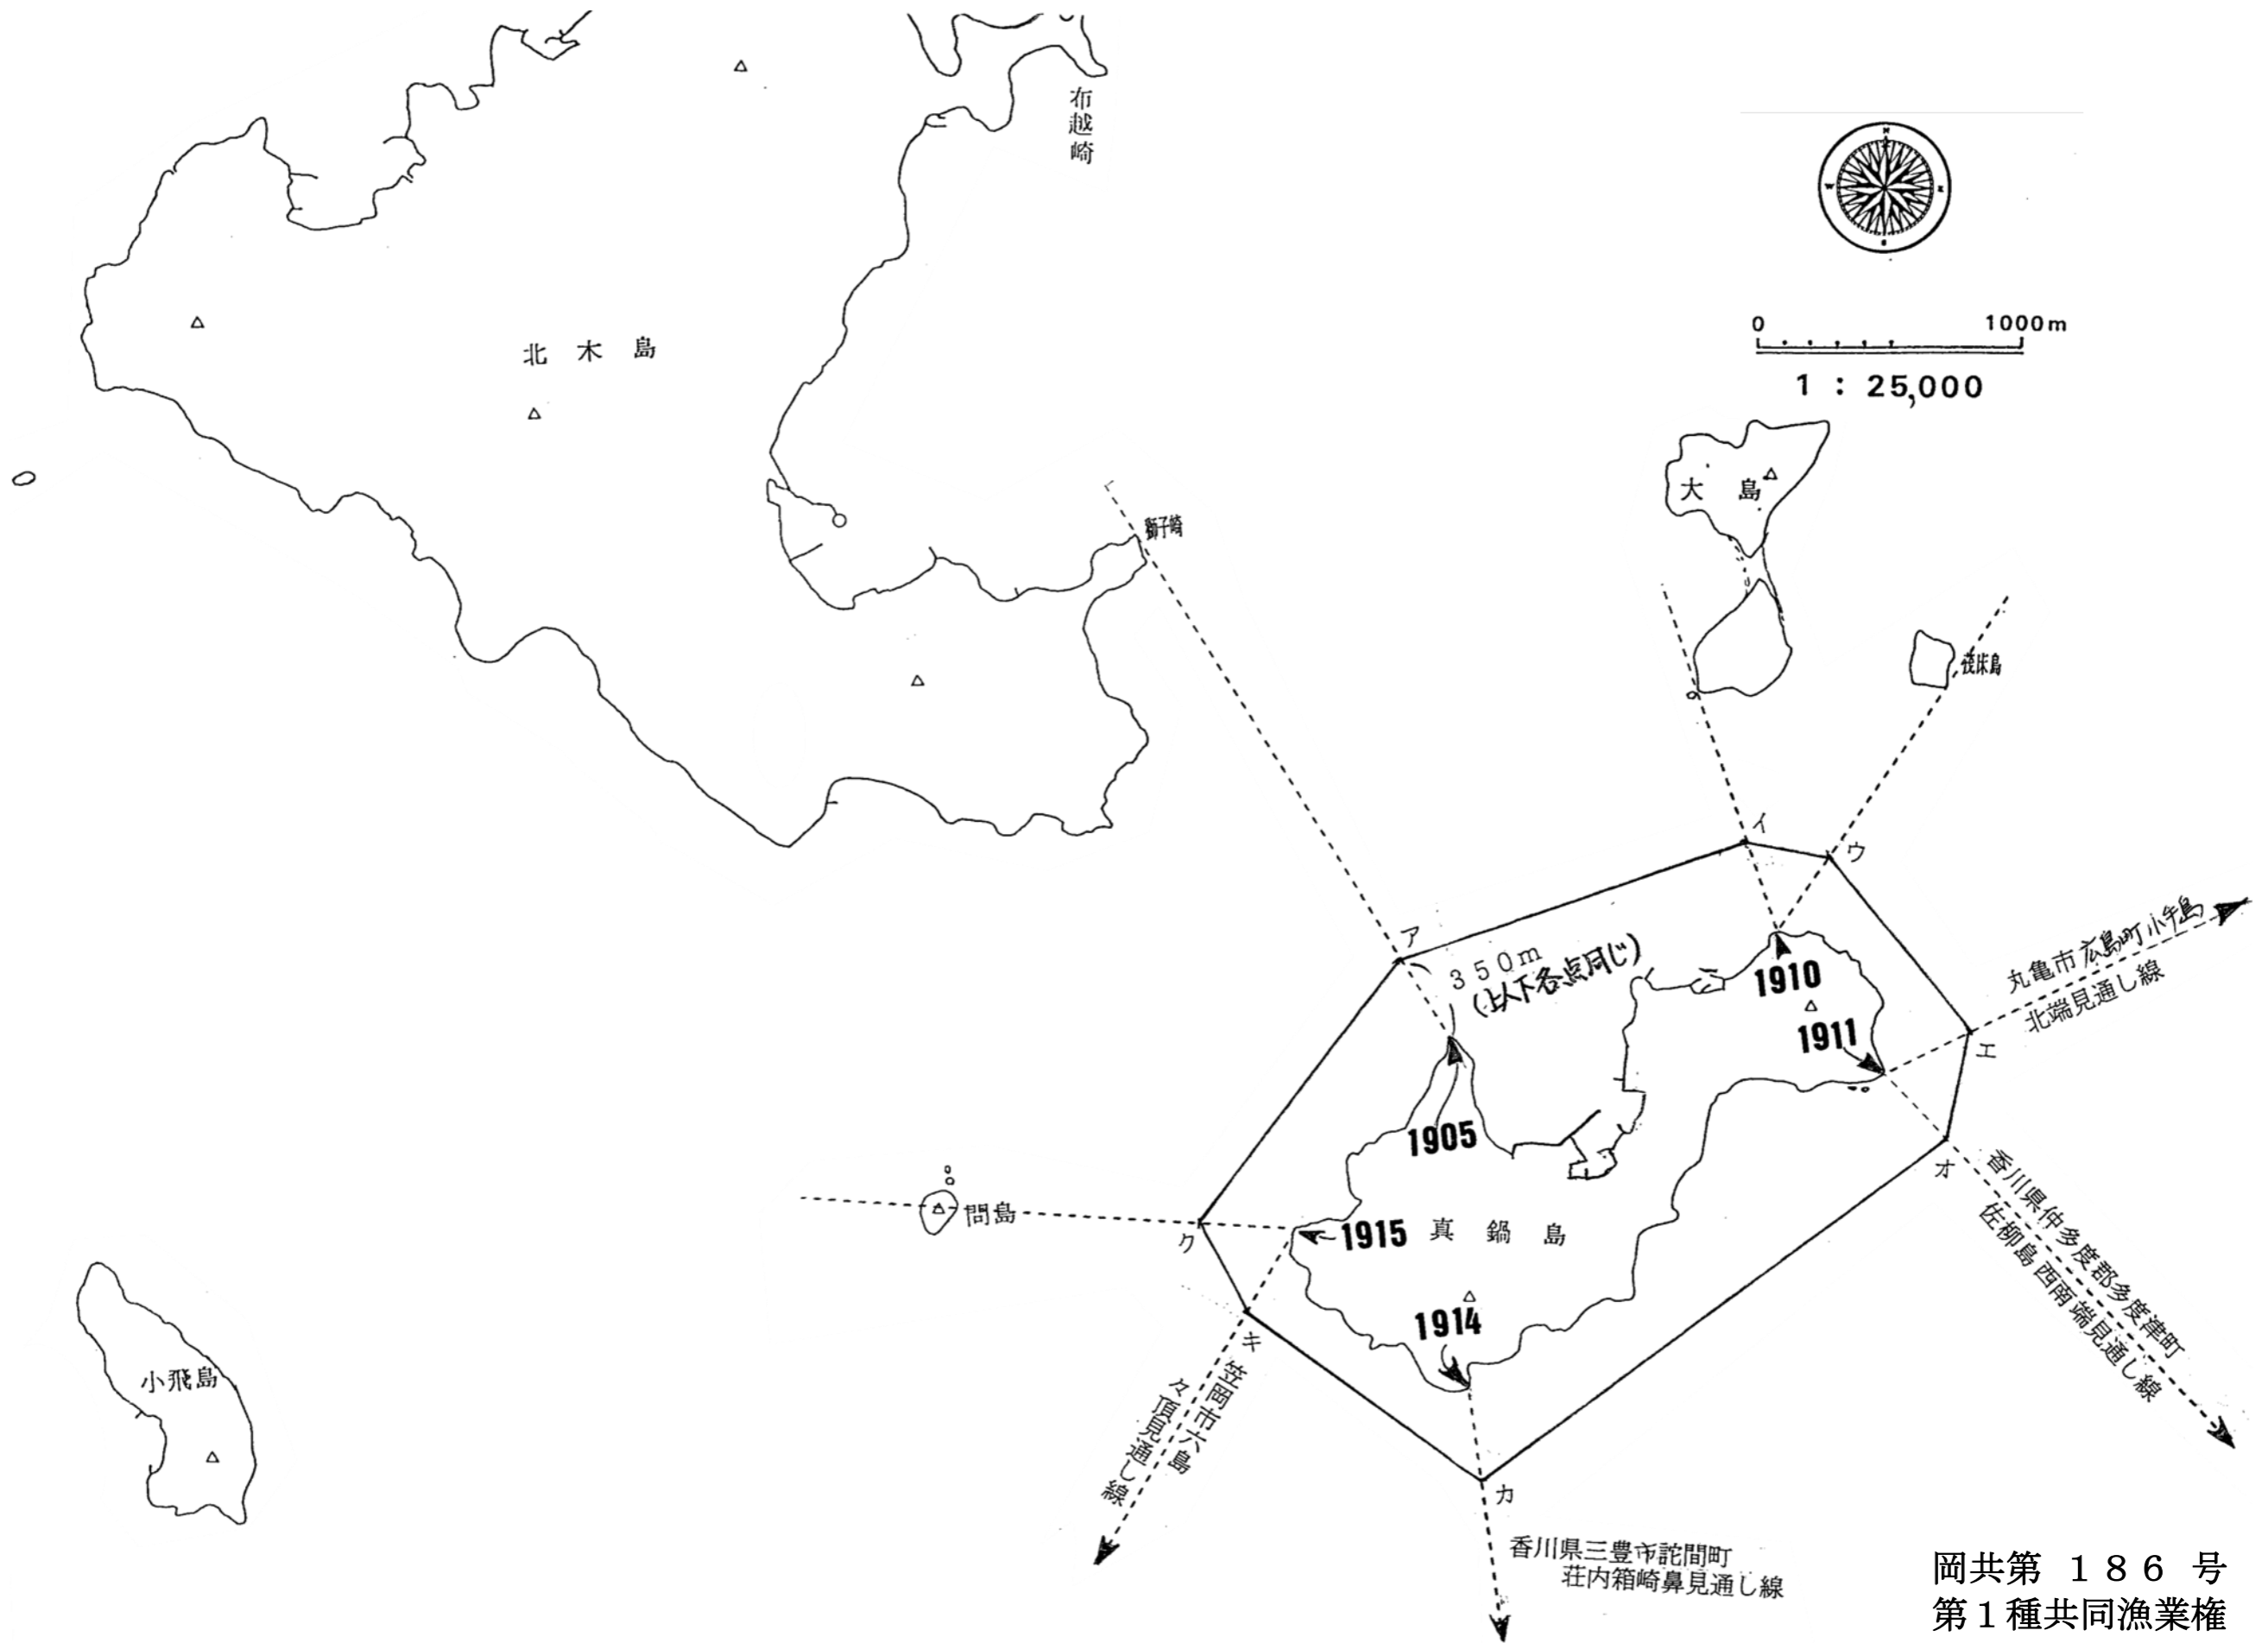 布越崎
N
W
E
S
0 1000m
1 : 25,000
北木島
大島
獅子崎
茂床島
イ
ウ
ア
350m
(以下各点同じ)
1910
1911
エ
丸亀市広島町小手島
北端見通し線
1905
オ
香川県仲多度郡多度津町
佐柳島西南端見通し線
問島
ク
1915
真鍋島
1914
キ
笠岡市六島
々頂見通し線
小飛島
カ
香川県三豊市詫間町
荘内箱崎鼻見通し線
岡共第 186 号
第1種共同漁業権